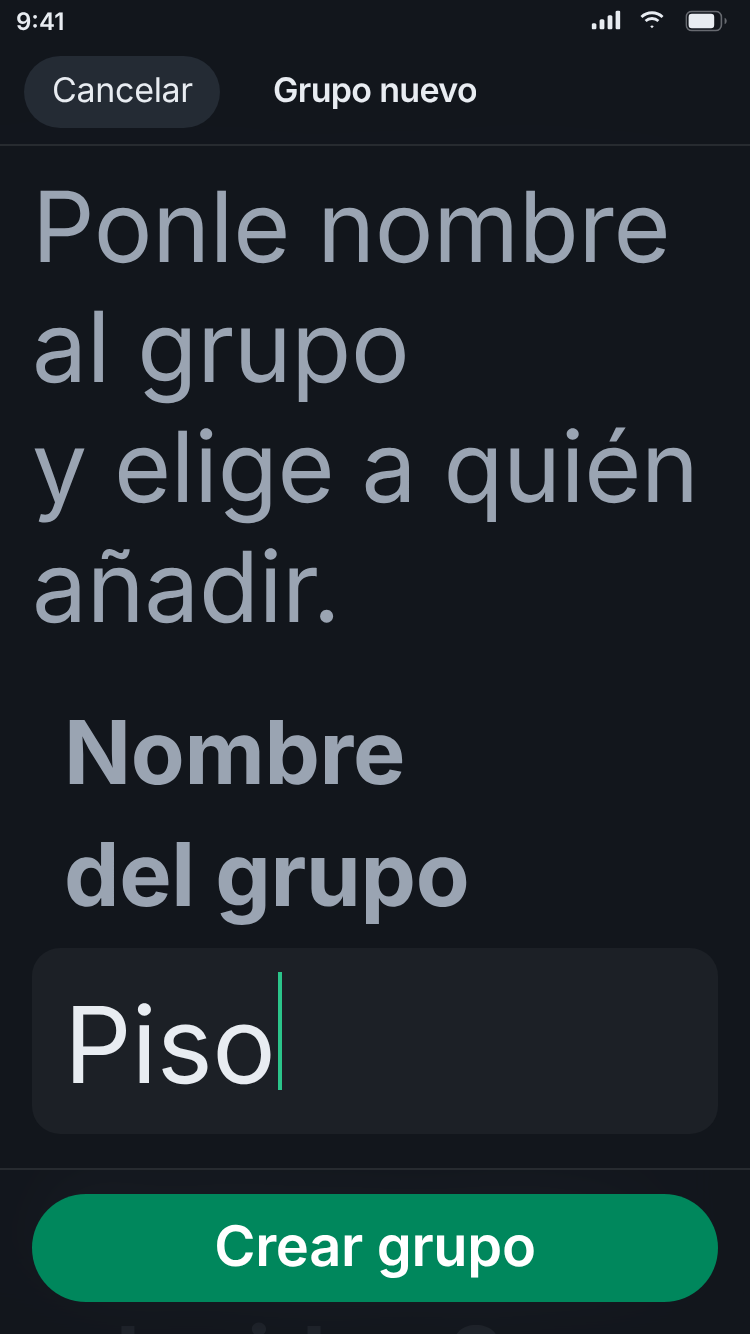 9:41
Cancelar
Grupo nuevo
Ponle nombre
al grupo
y elige a quién
añadir.
Nombre
del grupo
Piso
Crear grupo